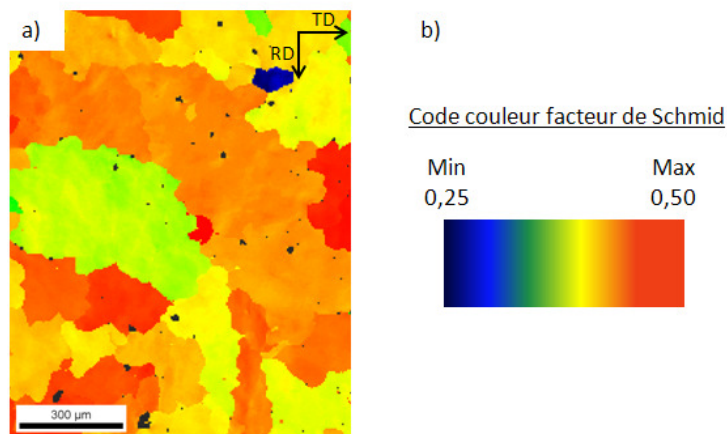 a)
TD
RD
300 µm
b)
Code couleur facteur de Schmid
Min Max
0,25 0,50